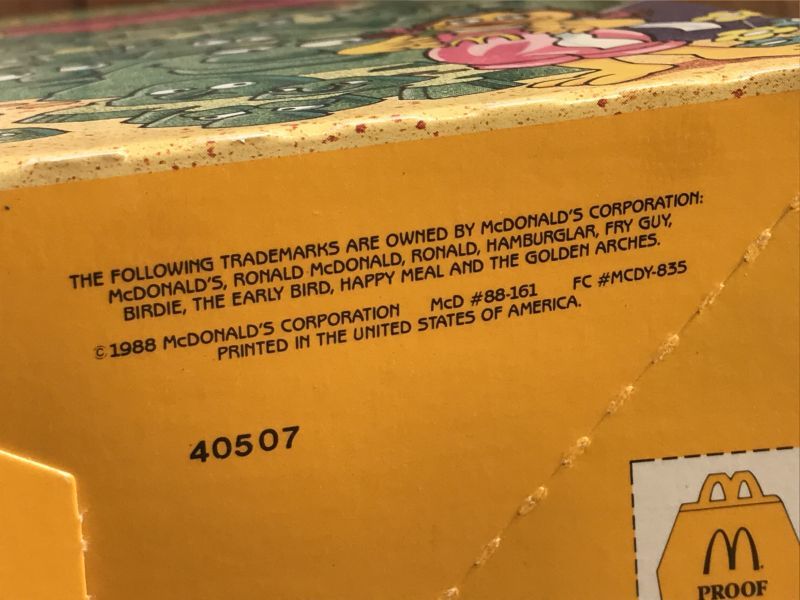 THE FOLLOWING TRADEMARKS ARE OWNED BY McDONALD'S CORPORATION:
McDONALD'S, RONALD McDONALD, RONALD, HAMBURGLAR, FRY GUY,
BIRDIE, THE EARLY BIRD, HAPPY MEAL AND THE GOLDEN ARCHES.
© 1988 McDONALD'S CORPORATION McD #88-161 FC #MCDY-835
PRINTED IN THE UNITED STATES OF AMERICA.
40507
PROOF